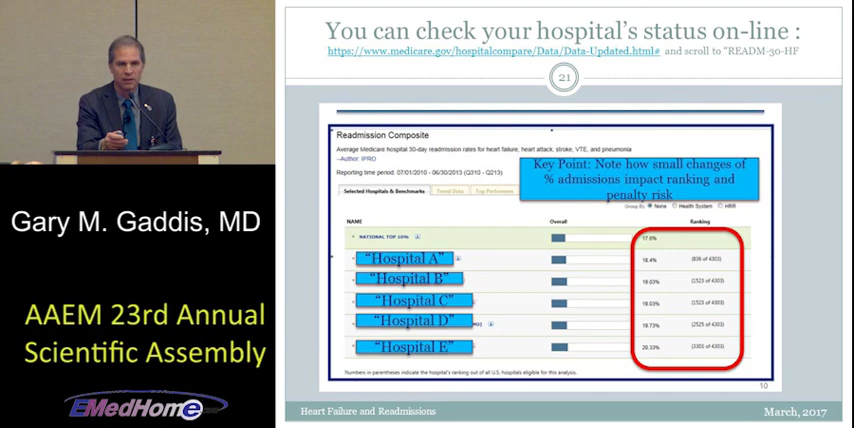 You can check your hospital's status on-line :
https://www.medicare.gov/hospitalcompare/Data/Data-Updated.html# and scroll to "READM-30-HF
21
Readmission Composite
Average Medicare hospital 30-day readmission rates for heart failure, heart attack, stroke, VTE, and pneumonia
--Author: IPRO
Reporting time period: 07/01/2010 - 06/30/2013 (Q310 - Q213)
Key Point: Note how small changes of
% admissions impact ranking and
penalty risk
Selected Hospitals & Benchmarks Trend Data Top Performers
Group By None Health System HRR
NAME Overall Ranking
NATIONAL TOP 10% 17.6%
"Hospital A" 18.4% (836 of 4303)
"Hospital B" 19.03% (1523 of 4303)
"Hospital C" 19.03% (1523 of 4303)
"Hospital D" 19.73% (2525 of 4303)
"Hospital E" 20.33% (3303 of 4303)
Numbers in parentheses indicate the hospital's ranking out of all U.S. hospitals eligible for this analysis.
10
Heart Failure and Readmissions March, 2017
Gary M. Gaddis, MD
AAEM 23rd Annual
Scientific Assembly
EMedHome